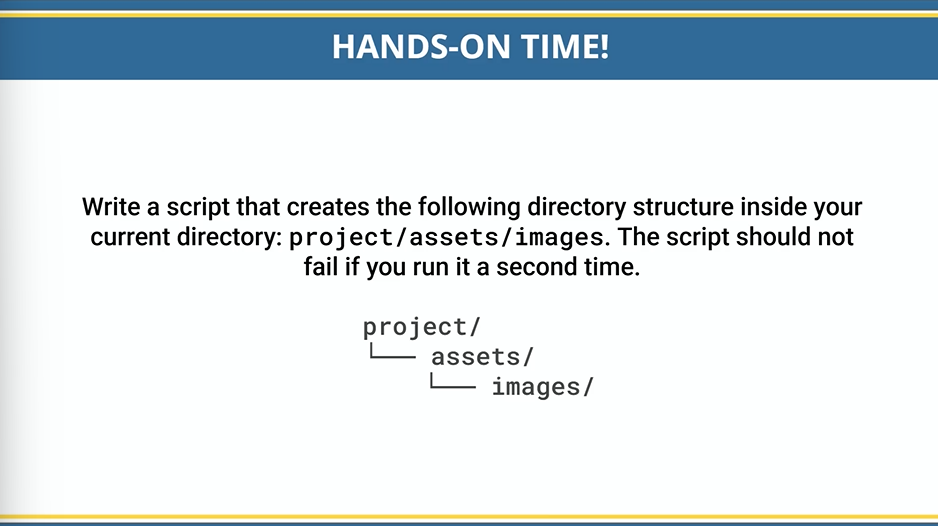 HANDS-ON TIME!
Write a script that creates the following directory structure inside your
current directory: project/assets/images. The script should not
fail if you run it a second time.
project/
└── assets/
└── images/